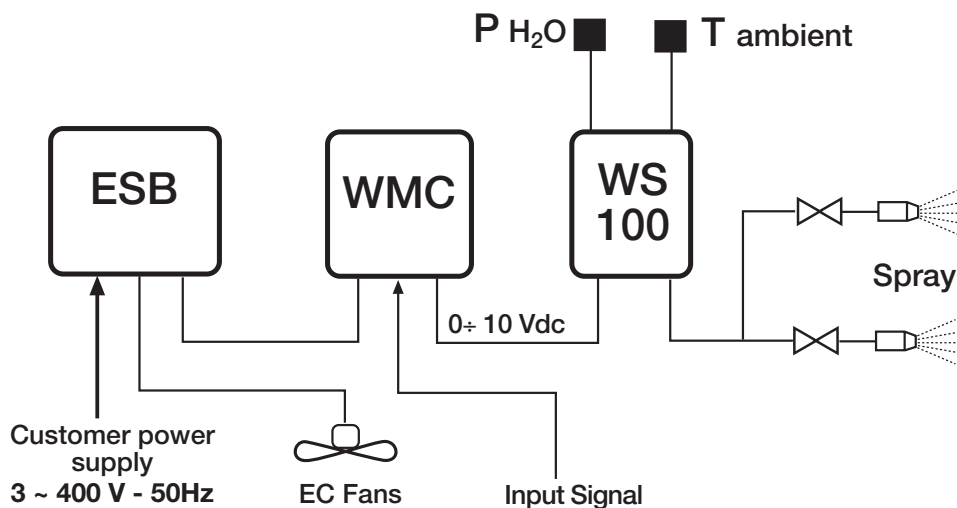 P H₂O
T ambient
ESB
WMC
WS
100
Spray
0÷ 10 Vdc
Customer power
supply
3 ~ 400 V - 50Hz
EC Fans
Input Signal